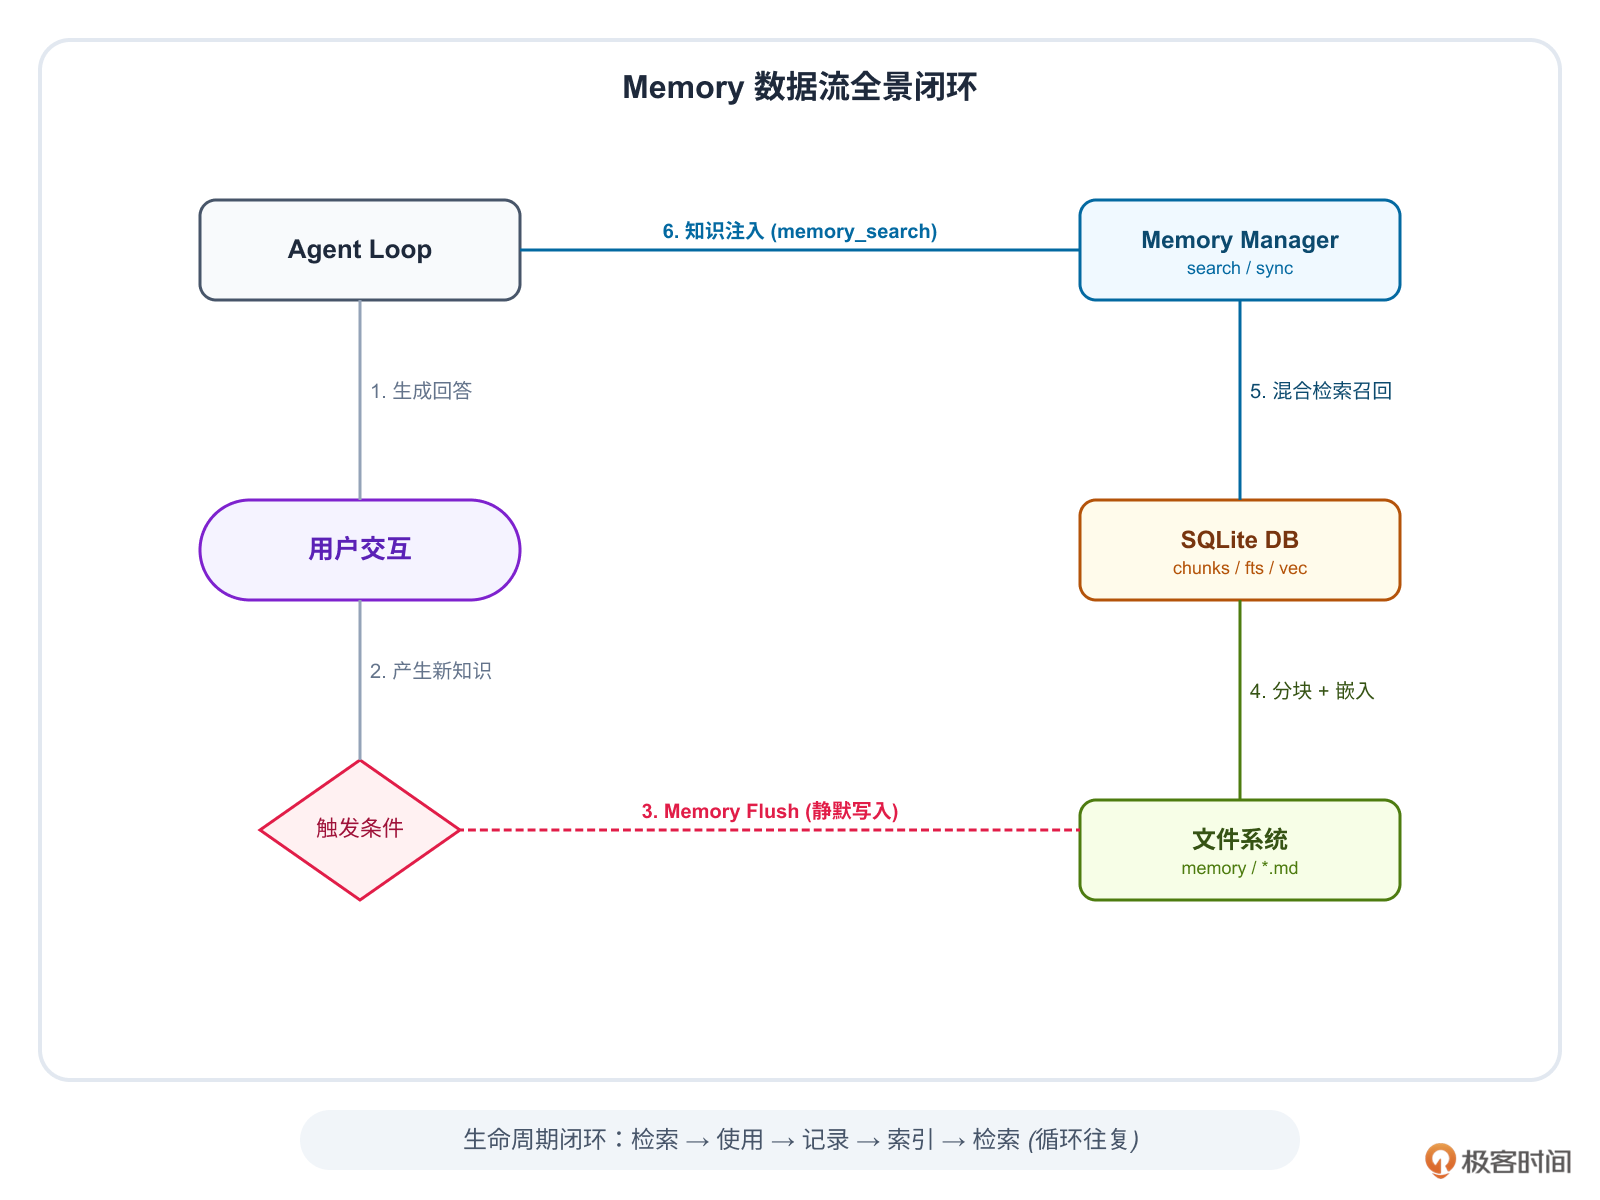 Memory 数据流全景闭环
Agent Loop
6. 知识注入 (memory_search)
Memory Manager
search / sync
1. 生成回答
5. 混合检索召回
用户交互
SQLite DB
chunks / fts / vec
2. 产生新知识
4. 分块 + 嵌入
触发条件
3. Memory Flush (静默写入)
文件系统
memory / *.md
生命周期闭环：检索 → 使用 → 记录 → 索引 → 检索 (循环往复)
极客时间